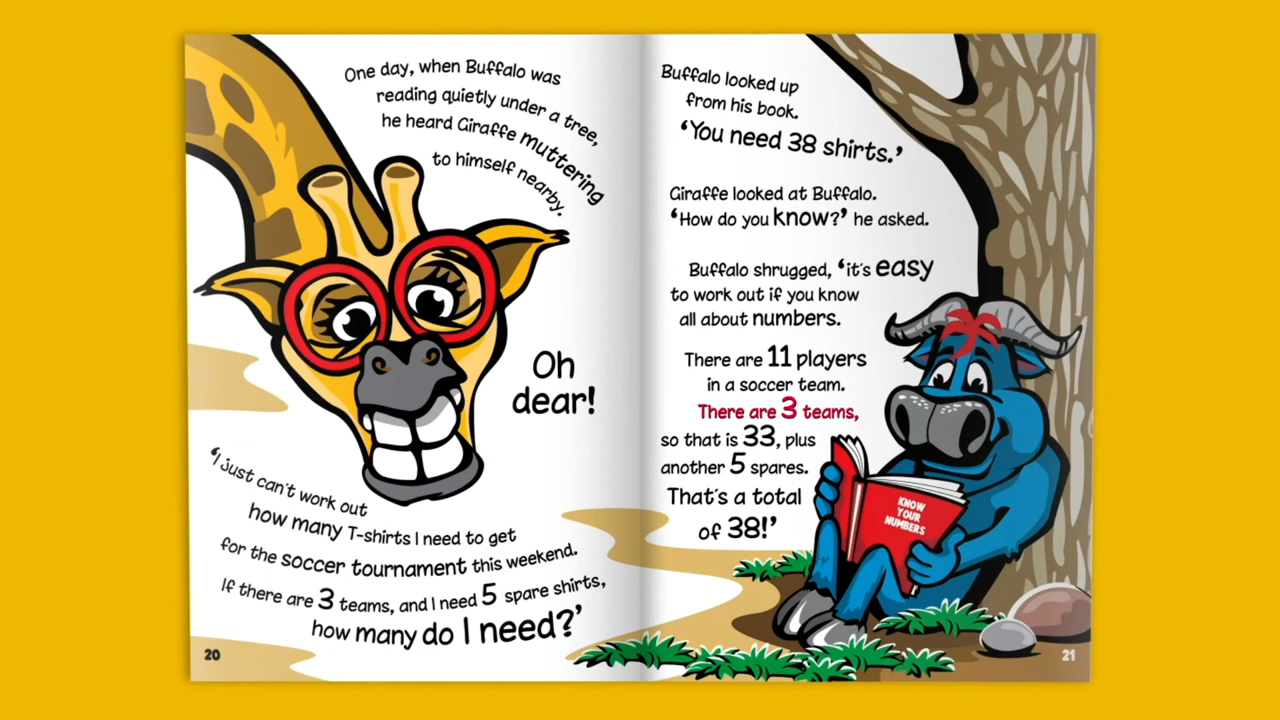 One day, when Buffalo was
reading quietly under a tree,
he heard Giraffe muttering
to himself nearby.
Oh
dear!
‘I just can't work out
how many T-shirts I need to get
for the soccer tournament this weekend.
If there are 3 teams, and I need 5 spare shirts,
how many do I need?’
20
Buffalo looked up
from his book.
‘You need 38 shirts.’
Giraffe looked at Buffalo.
‘How do you know?’ he asked.
Buffalo shrugged, ‘it's easy
to work out if you know
all about numbers.
There are 11 players
in a soccer team.
There are 3 teams,
so that is 33, plus
another 5 spares.
That's a total
of 38!’
KNOW
YOUR
NUMBERS
21